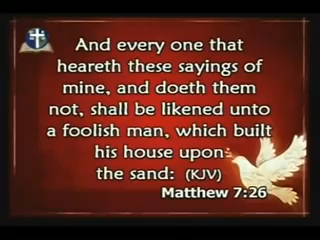 And every one that
heareth these sayings of
mine, and doeth them
not, shall be likened unto
a foolish man, which built
his house upon
the sand: (KJV)
Matthew 7:26